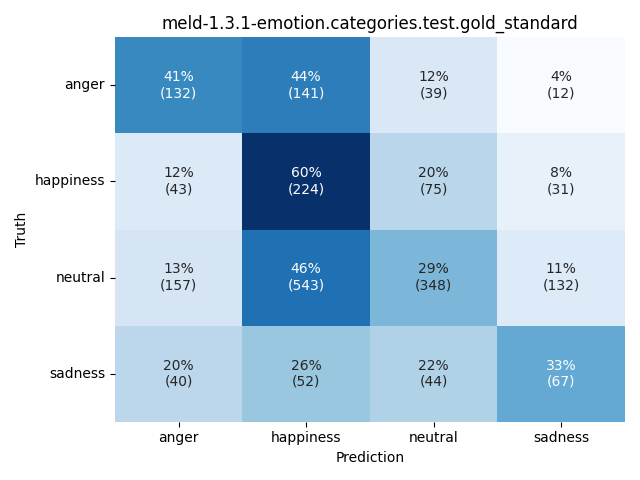 meld-1.3.1-emotion.categories.test.gold_standard
Truth
anger
41%
(132)
44%
(141)
12%
(39)
4%
(12)
happiness
12%
(43)
60%
(224)
20%
(75)
8%
(31)
neutral
13%
(157)
46%
(543)
29%
(348)
11%
(132)
sadness
20%
(40)
26%
(52)
22%
(44)
33%
(67)
anger
happiness
neutral
sadness
Prediction